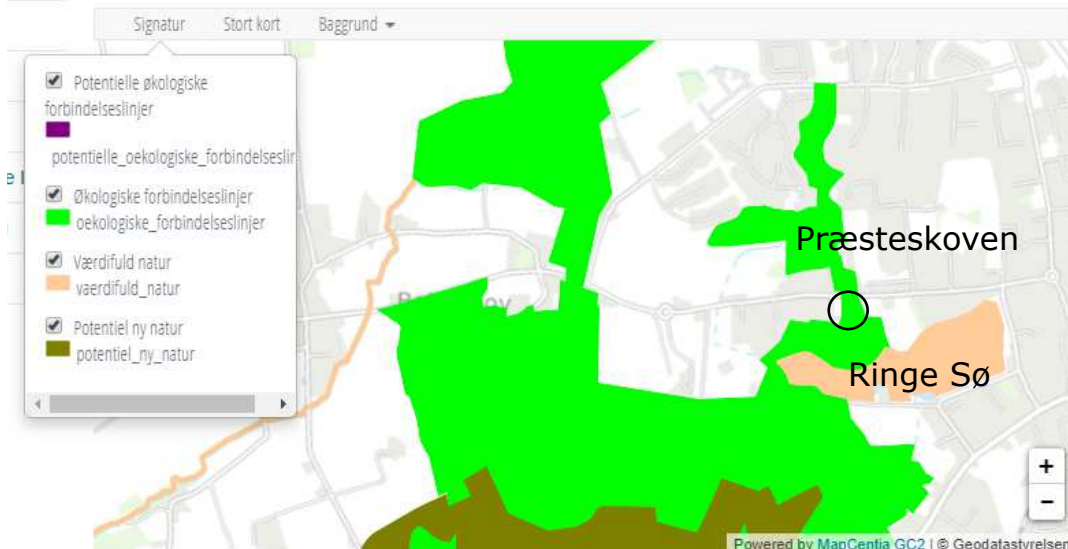 Signatur Stort kort Baggrund
Potentielle økologiske
forbindelseslinjer
potentielle_oekologiske_forbindelseslir
Økologiske forbindelseslinjer
oekologiske_forbindelseslinjer
Værdifuld natur
vaerdifuld_natur
Potentiel ny natur
potentiel_ny_natur
Præsteskoven
Ringe Sø
+
−
Powered by MapCentia GC2 | © Geodatastyrelsen